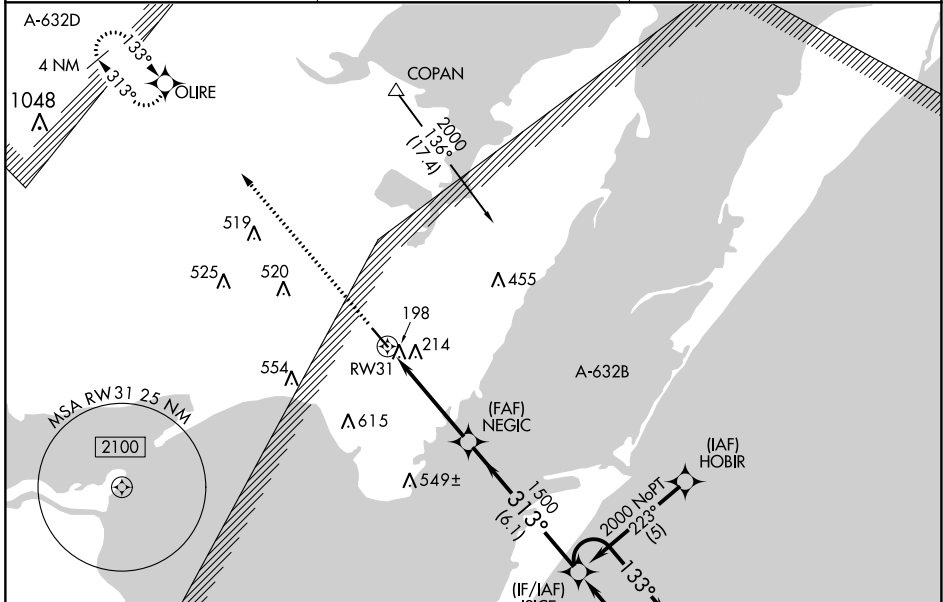 A-632D
4 NM
133°
313°
OLIRE
1048
COPAN
2000
136°
(17.4)
519
525
520
455
198
214
RW31
554
A-632B
MSA RW31 25 NM
2100
615
(FAF)
NEGIC
549±
(IAF)
HOBIR
1500
313°
(6.1)
2000 NoPT
223°
(5)
133°
(IF/IAF)